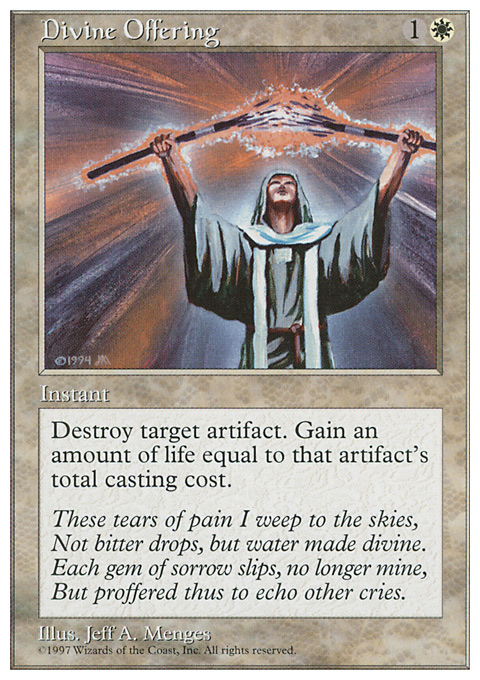 Divine Offering 1
©1994 JAM
Instant
Destroy target artifact. Gain an
amount of life equal to that artifact's
total casting cost.
These tears of pain I weep to the skies,
Not bitter drops, but water made divine.
Each gem of sorrow slips, no longer mine,
But proffered thus to echo other cries.
Illus. Jeff A. Menges
©1997 Wizards of the Coast, Inc. All rights reserved.